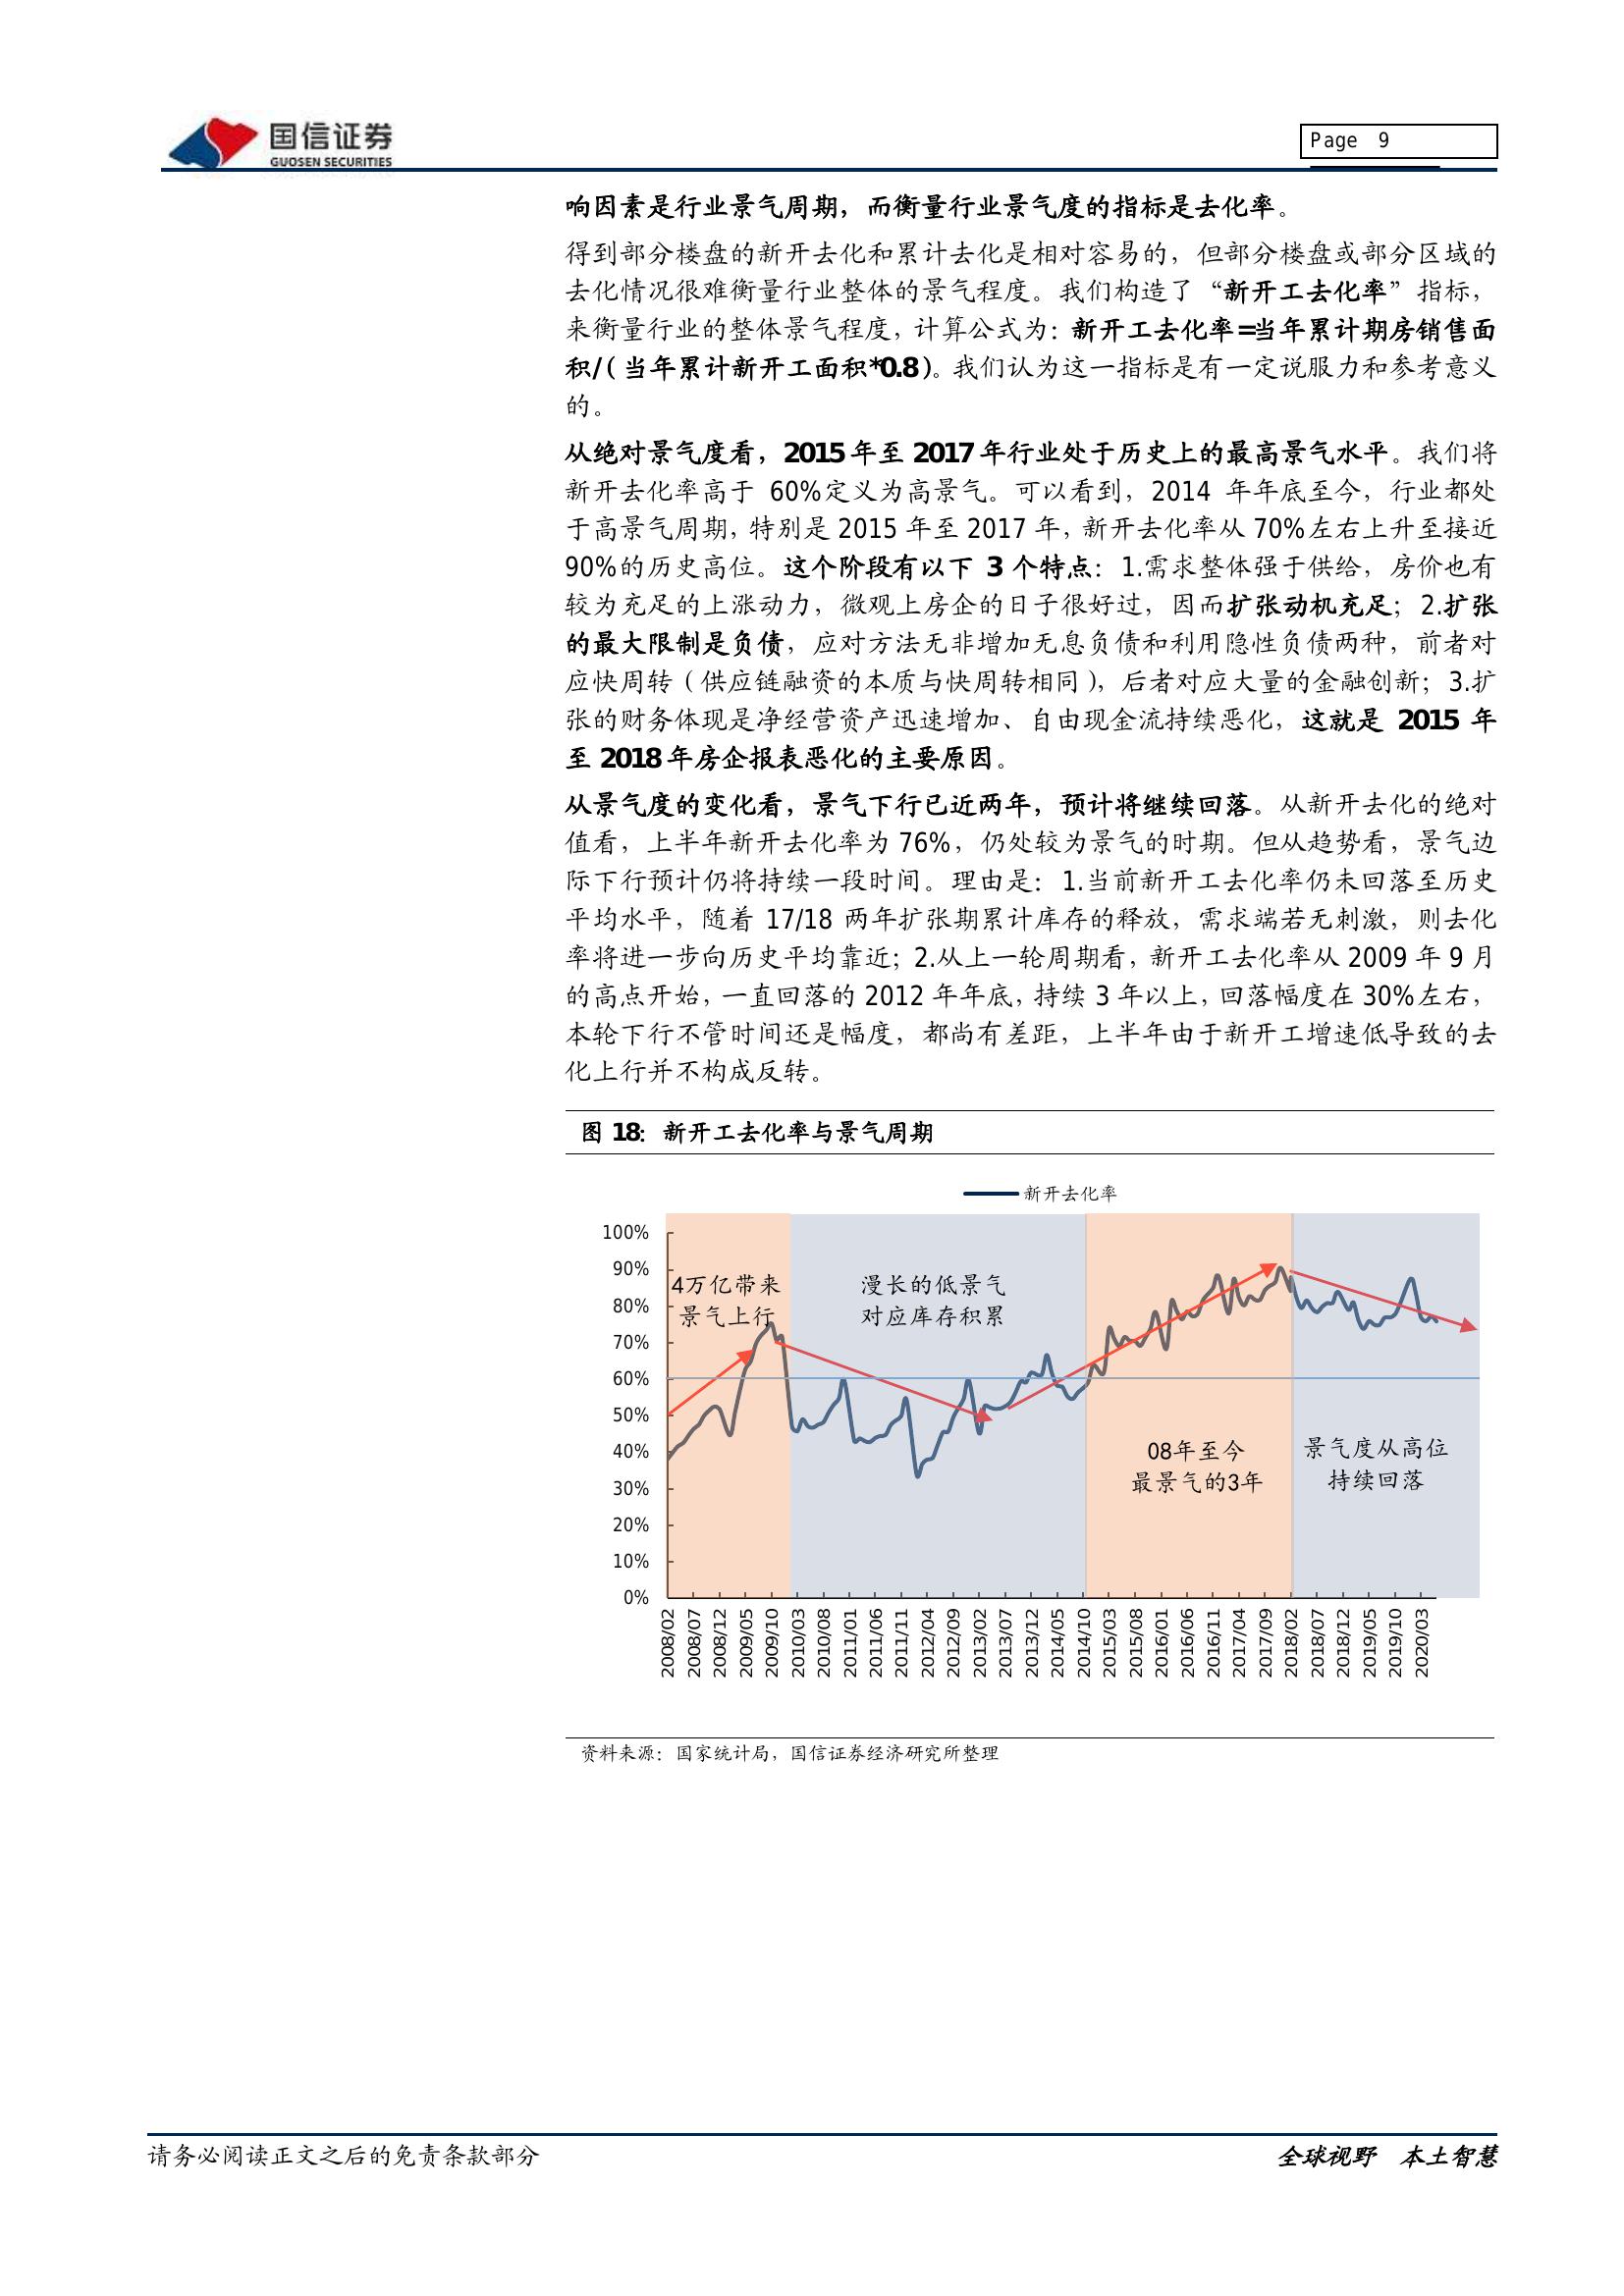 国信证券
GUOSEN SECURITIES
Page 9
响因素是行业景气周期，而衡量行业景气度的指标是去化率。
得到部分楼盘的新开去化和累计去化是相对容易的，但部分楼盘或部分区域的
去化情况很难衡量行业整体的景气程度。我们构造了“新开工去化率”指标，
来衡量行业的整体景气程度，计算公式为：新开工去化率=当年累计期房销售面
积/(当年累计新开工面积*0.8)。我们认为这一指标是有一定说服力和参考意义
的。
从绝对景气度看，2015年至2017年行业处于历史上的最高景气水平。我们将
新开去化率高于 60%定义为高景气。可以看到，2014 年年底至今，行业都处
于高景气周期，特别是 2015 年至 2017 年，新开去化率从 70%左右上升至接近
90%的历史高位。这个阶段有以下 3 个特点：1.需求整体强于供给，房价也有
较为充足的上涨动力，微观上房企的日子很好过，因而扩张动机充足；2.扩张
的最大限制是负债，应对方法无非增加无息负债和利用隐性负债两种，前者对
应快周转（供应链融资的本质与快周转相同），后者对应大量的金融创新；3.扩
张的财务体现是净经营资产迅速增加、自由现金流持续恶化，这就是 2015 年
至 2018 年房企报表恶化的主要原因。
从景气度的变化看，景气下行已近两年，预计将继续回落。从新开去化的绝对
值看，上半年新开去化率为 76%，仍处较为景气的时期。但从趋势看，景气边
际下行预计仍将持续一段时间。理由是：1.当前新开工去化率仍未回落至历史
平均水平，随着 17/18 两年扩张期累计库存的释放，需求端若无刺激，则去化
率将进一步向历史平均靠近；2.从上一轮周期看，新开工去化率从 2009 年 9 月
的高点开始，一直回落的 2012 年年底，持续 3 年以上，回落幅度在 30%左右，
本轮下行不管时间还是幅度，都尚有差距，上半年由于新开工增速低导致的去
化上行并不构成反转。
图 18：新开工去化率与景气周期
新开去化率
100%
90%
80%
70%
60%
50%
40%
30%
20%
10%
0%
4万亿带来
景气上行
漫长的低景气
对应库存积累
08年至今
最景气的3年
景气度从高位
持续回落
2008/02
2008/07
2008/12
2009/05
2009/10
2010/03
2010/08
2011/01
2011/06
2011/11
2012/04
2012/09
2013/02
2013/07
2013/12
2014/05
2014/10
2015/03
2015/08
2016/01
2016/06
2016/11
2017/04
2017/09
2018/02
2018/07
2018/12
2019/05
2019/10
2020/03
资料来源：国家统计局，国信证券经济研究所整理
请务必阅读正文之后的免责条款部分
全球视野 本土智慧